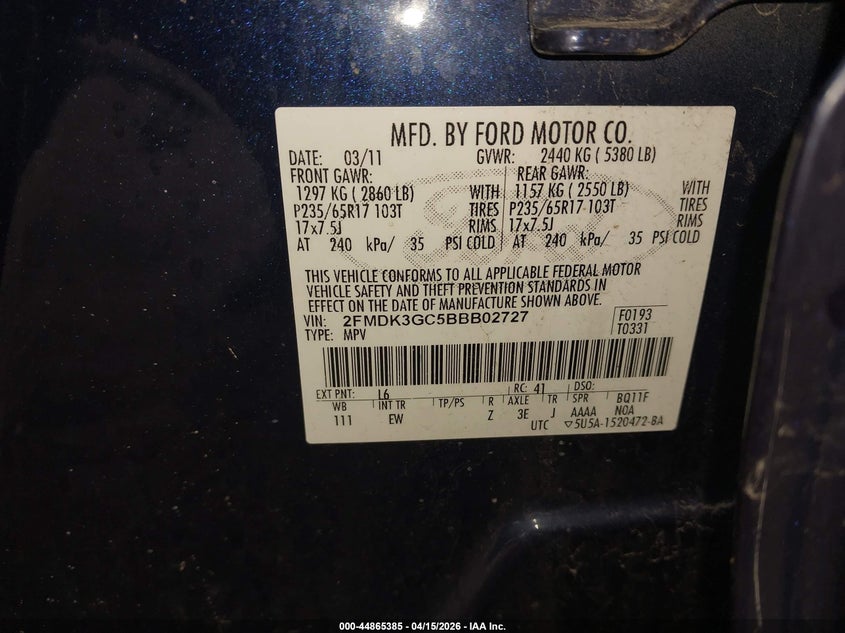 MFD. BY FORD MOTOR CO.
DATE: 03/11 GVWR: 2440 KG ( 5380 LB)
FRONT GAWR: REAR GAWR:
1297 KG ( 2860 LB) WITH 1157 KG ( 2550 LB) WITH
P235/65R17 103T TIRES P235/65R17 103T TIRES
17x7.5J RIMS 17x7.5J RIMS
AT 240 kPa/ 35 PSI COLD AT 240 kPa/ 35 PSI COLD
THIS VEHICLE CONFORMS TO ALL APPLICABLE FEDERAL MOTOR
VEHICLE SAFETY AND THEFT PREVENTION STANDARDS IN
EFFECT ON THE DATE OF MANUFACTURE SHOWN ABOVE.
VIN: 2FMDK3GC5BBB02727 F0193
TYPE: MPV T0331
EXT PNT: L6 RC: 41 DSO:
WB INT TR TP/PS R AXLE TR SPR BQ11F
111 EW Z 3E J AAAA NOA
UTC ▽5U5A-1520472-BA
000-44865385 - 04/15/2026 - IAA Inc.